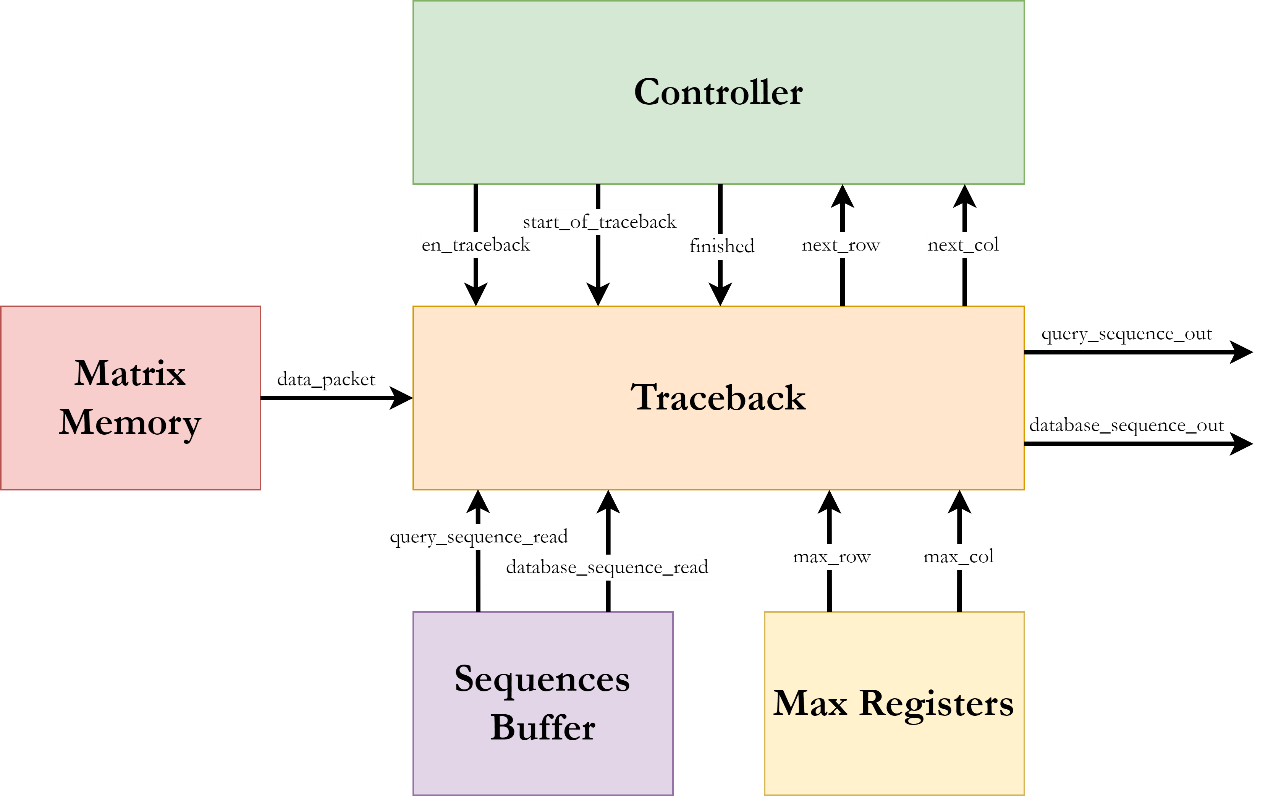 Controller
start_of_traceback
en_traceback
finished
next_row
next_col
Matrix
Memory
data_packet
Traceback
query_sequence_out
database_sequence_out
query_sequence_read
database_sequence_read
max_row
max_col
Sequences
Buffer
Max Registers